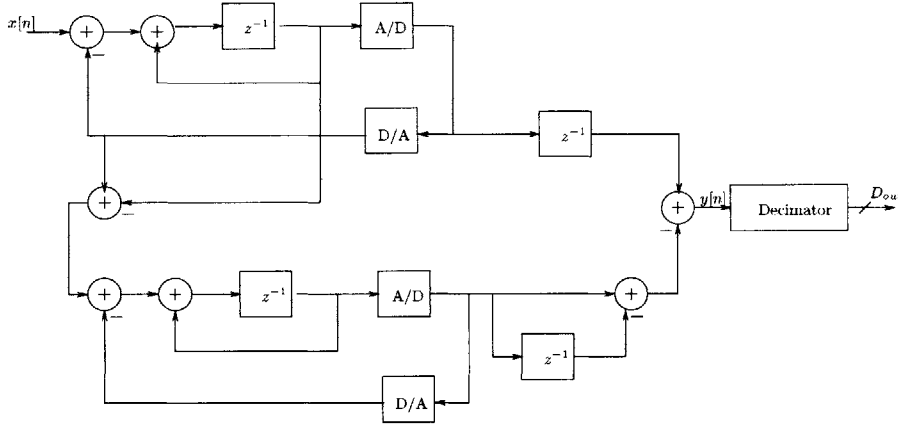 x[n]
+
+
z⁻¹
A/D
−
D/A
z⁻¹
+
−
+
y[n]
Decimator
D_ou
−
+
+
z⁻¹
A/D
+
−
−
z⁻¹
D/A